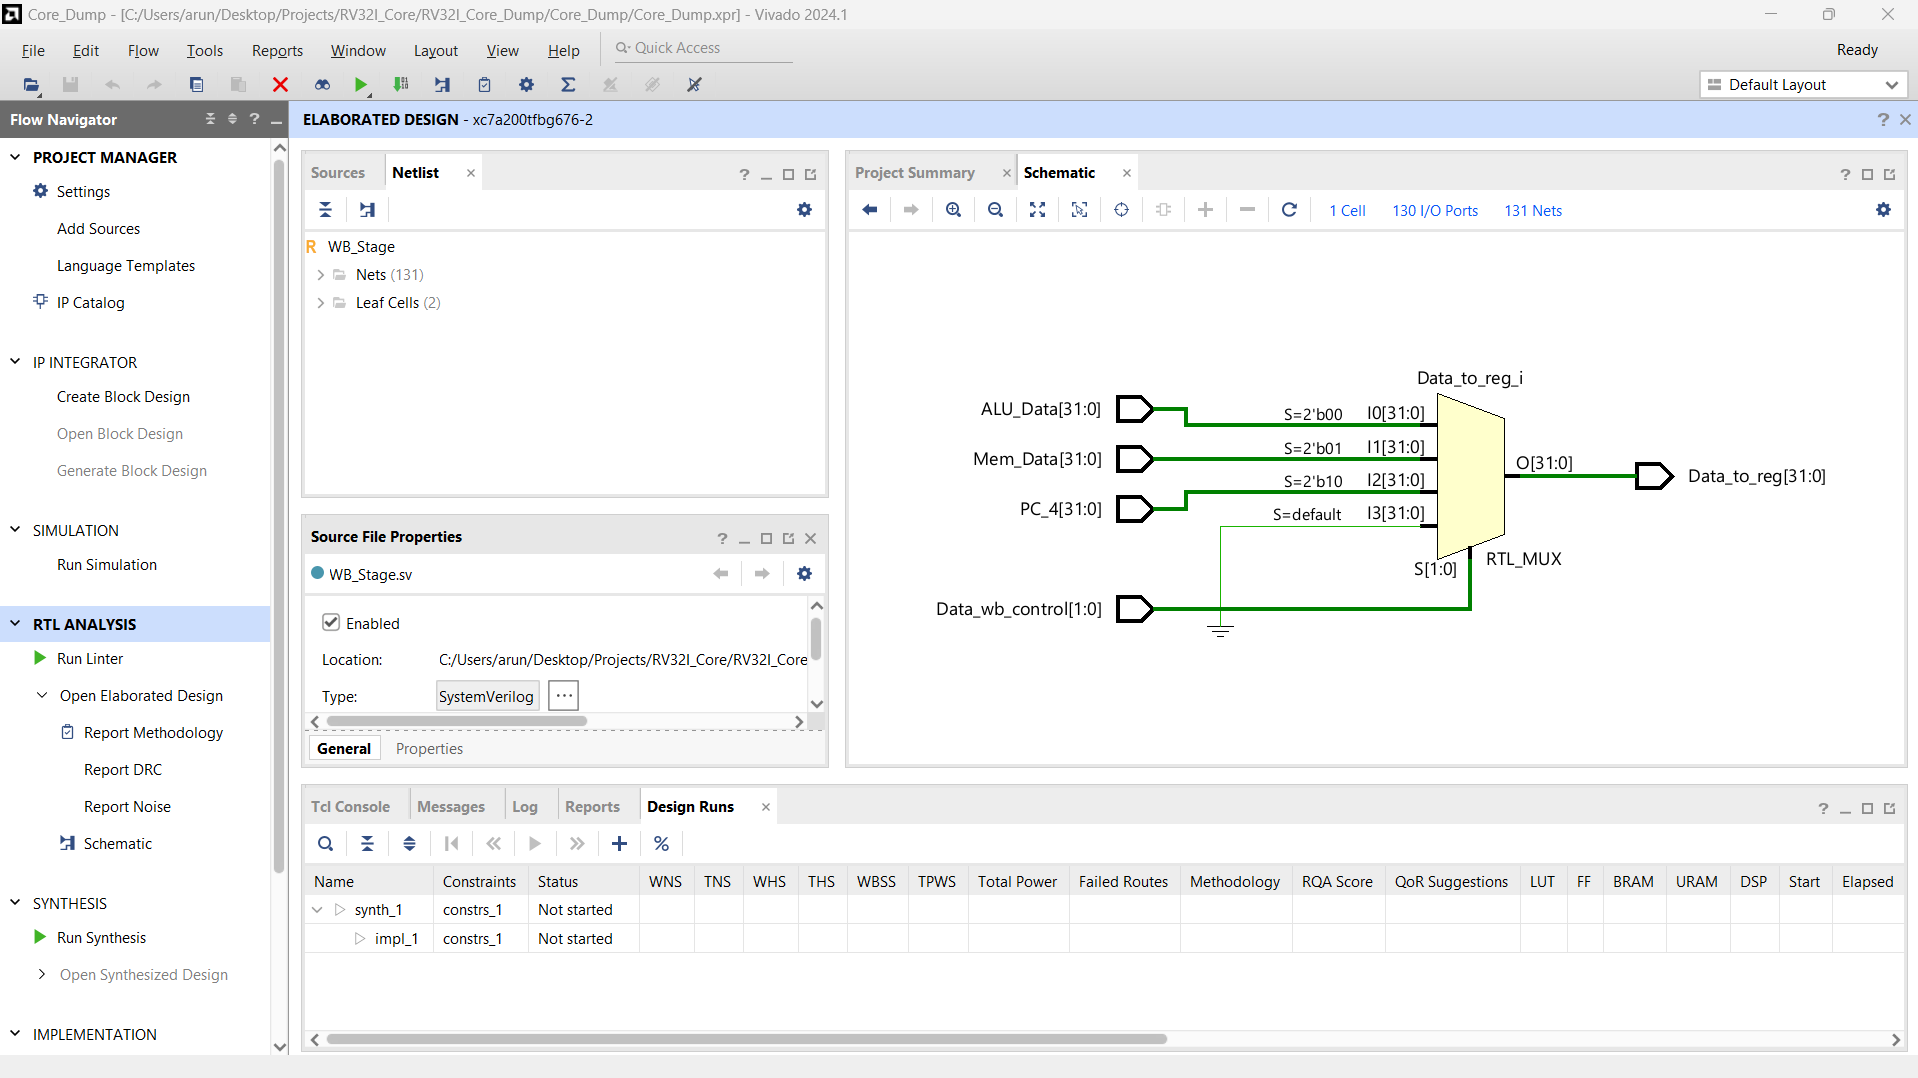 Core_Dump - [C:/Users/arun/Desktop/Projects/RV32I_Core/RV32I_Core_Dump/Core_Dump/Core_Dump.xpr] - Vivado 2024.1
File Edit Flow Tools Reports Window Layout View Help Quick Access Ready
Default Layout
Flow Navigator
ELABORATED DESIGN - xc7a200tfbg676-2
PROJECT MANAGER
Settings
Add Sources
Language Templates
IP Catalog
IP INTEGRATOR
Create Block Design
Open Block Design
Generate Block Design
SIMULATION
Run Simulation
RTL ANALYSIS
Run Linter
Open Elaborated Design
Report Methodology
Report DRC
Report Noise
Schematic
SYNTHESIS
Run Synthesis
Open Synthesized Design
IMPLEMENTATION
Sources Netlist
R WB_Stage
Nets (131)
Leaf Cells (2)
Source File Properties
WB_Stage.sv
Enabled
Location: C:/Users/arun/Desktop/Projects/RV32I_Core/RV32I_Core
Type: SystemVerilog ...
General Properties
Project Summary Schematic
1 Cell 130 I/O Ports 131 Nets
Data_to_reg_i
ALU_Data[31:0] S=2'b00 I0[31:0]
Mem_Data[31:0] S=2'b01 I1[31:0] O[31:0] Data_to_reg[31:0]
PC_4[31:0] S=2'b10 I2[31:0]
S=default I3[31:0]
S[1:0] RTL_MUX
Data_wb_control[1:0]
Tcl Console Messages Log Reports Design Runs
Name Constraints Status WNS TNS WHS THS WBSS TPWS Total Power Failed Routes Methodology RQA Score QoR Suggestions LUT FF BRAM URAM DSP Start Elapsed
synth_1 constrs_1 Not started
impl_1 constrs_1 Not started